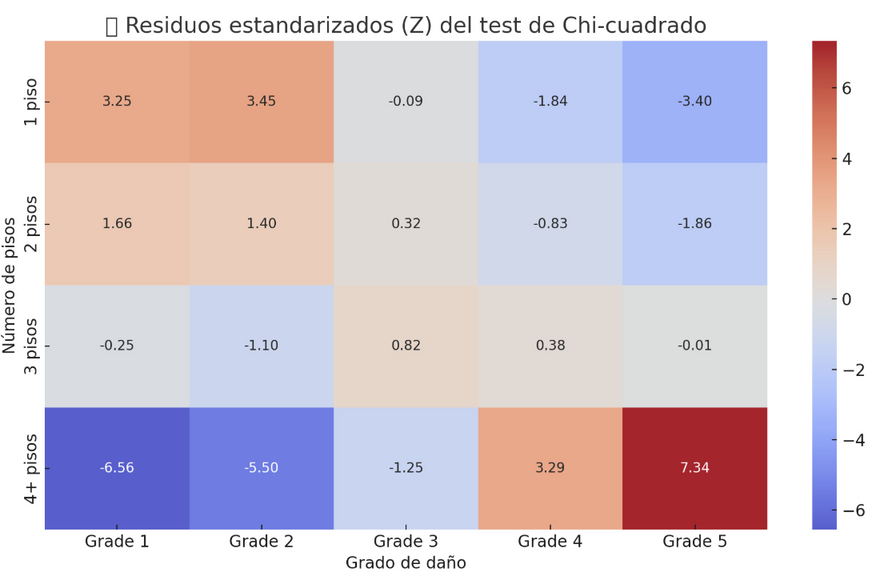 Residuos estandarizados (Z) del test de Chi-cuadrado
Número de pisos
1 piso 3.25 3.45 -0.09 -1.84 -3.40
2 pisos 1.66 1.40 0.32 -0.83 -1.86
3 pisos -0.25 -1.10 0.82 0.38 -0.01
4+ pisos -6.56 -5.50 -1.25 3.29 7.34
Grade 1 Grade 2 Grade 3 Grade 4 Grade 5
Grado de daño
6
4
2
0
−2
−4
−6